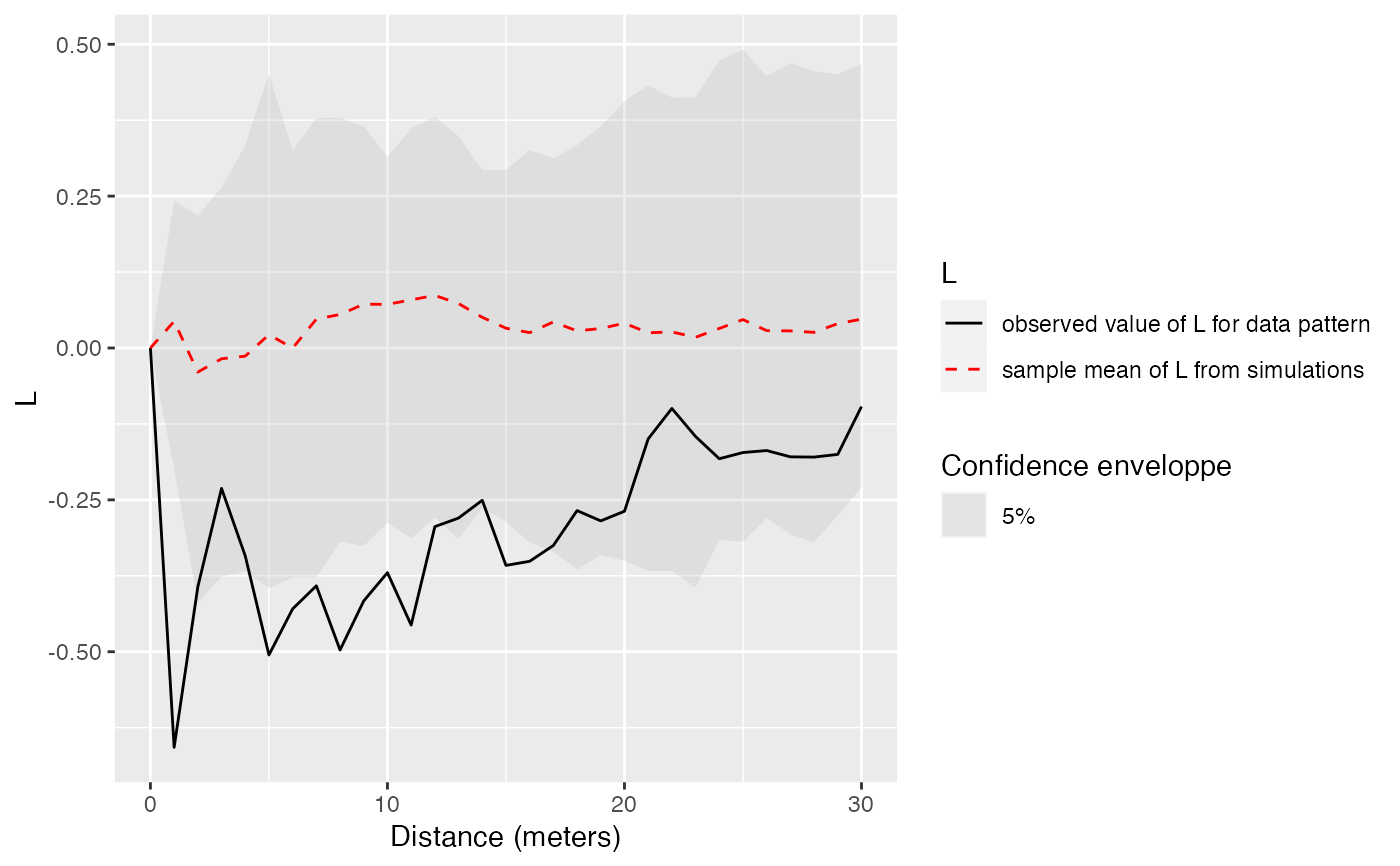 0.50
0.25
0.00
-0.25
-0.50
L
0 10 20 30
Distance (meters)
L
observed value of L for data pattern
sample mean of L from simulations
Confidence enveloppe
5%